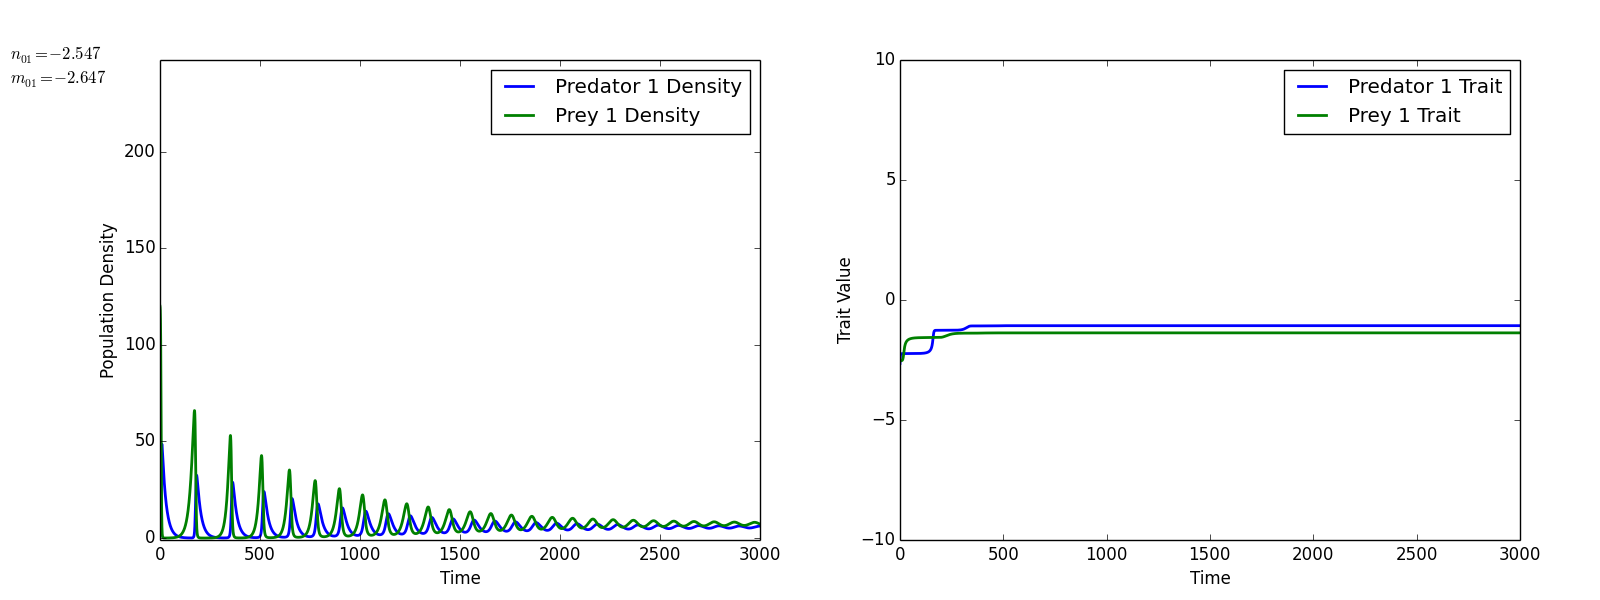 n01 = −2.547
m01 = −2.647
Predator 1 Density
Prey 1 Density
Population Density
200
150
100
50
0
0 500 1000 1500 2000 2500 3000
Time
Predator 1 Trait
Prey 1 Trait
Trait Value
10
5
0
−5
−10
0 500 1000 1500 2000 2500 3000
Time